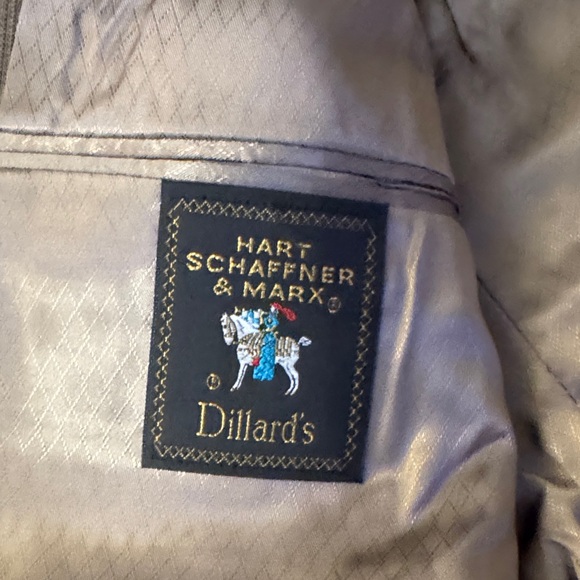 HART
SCHAFFNER
& MARX®
®
Dillard's